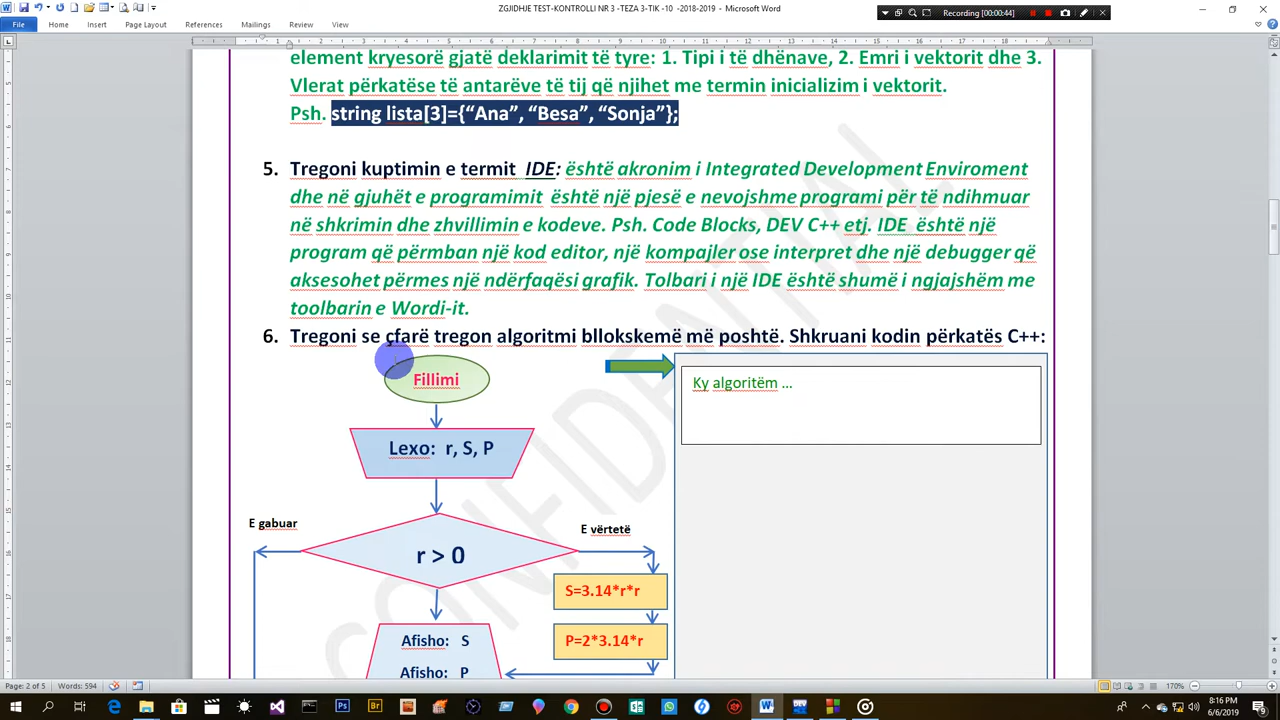 ZGJIDHJE TEST-KONTROLLI NR 3 -TEZA 3-TIK -10 -2018-2019 - Microsoft Word
Recording [00:00:44]
File Home Insert Page Layout References Mailings Review View
element kryesorë gjatë deklarimit të tyre: 1. Tipi i të dhënave, 2. Emri i vektorit dhe 3.
Vlerat përkatëse të antarëve të tij që njihet me termin inicializim i vektorit.
Psh. string lista[3]={“Ana”, “Besa”, “Sonja”};
5. Tregoni kuptimin e termit IDE: është akronim i Integrated Development Enviroment
dhe në gjuhët e programimit është një pjesë e nevojshme programi për të ndihmuar
në shkrimin dhe zhvillimin e kodeve. Psh. Code Blocks, DEV C++ etj. IDE është një
program që përmban një kod editor, një kompajler ose interpret dhe një debugger që
aksesohet përmes një ndërfaqësi grafik. Tolbari i një IDE është shumë i ngjajshëm me
toolbarin e Wordi-it.
6. Tregoni se çfarë tregon algoritmi bllokskemë më poshtë. Shkruani kodin përkatës C++:
Fillimi
Ky algoritëm ...
Lexo: r, S, P
E gabuar
E vërtetë
r > 0
S=3.14*r*r
P=2*3.14*r
Afisho: S
Afisho: P
CONFIDENTIAL
Page: 2 of 5 Words: 594
170%
8:16 PM
6/6/2019